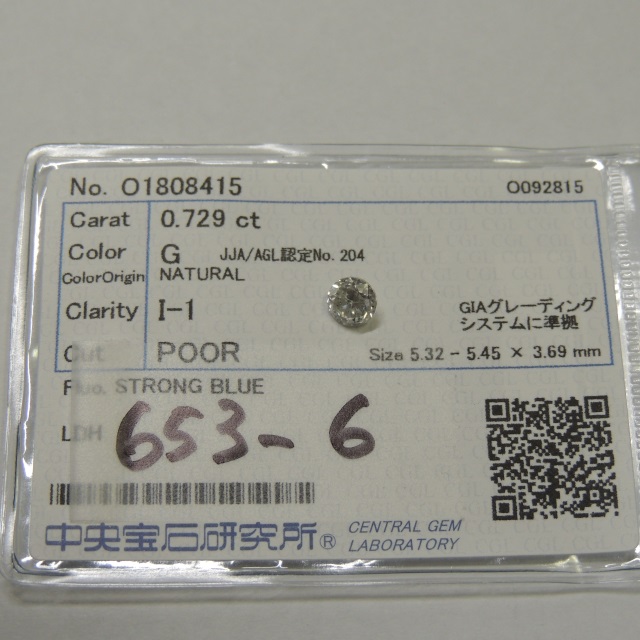 No. O1808415 O092815
Carat 0.729 ct
Color G JJA/AGL認定No. 204
ColorOrigin NATURAL
Clarity I-1 GIAグレーディング
システムに準拠
Cut POOR Size 5.32 - 5.45 × 3.69 mm
Fluo. STRONG BLUE
LDH 653-6
中央宝石研究所® CENTRAL GEM
LABORATORY